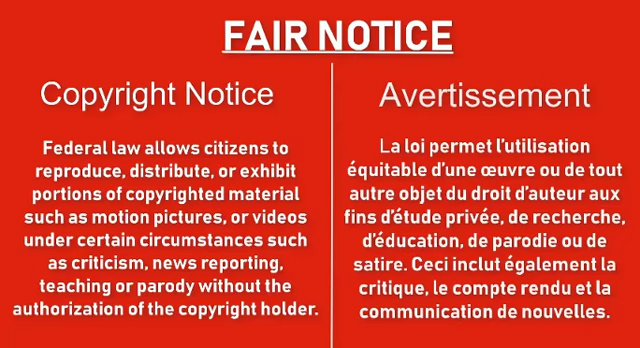 FAIR NOTICE
Copyright Notice
Federal law allows citizens to
reproduce, distribute, or exhibit
portions of copyrighted material
such as motion pictures, or videos
under certain circumstances such
as criticism, news reporting,
teaching or parody without the
authorization of the copyright holder.
Avertissement
La loi permet l'utilisation
équitable d'une œuvre ou de tout
autre objet du droit d'auteur aux
fins d'étude privée, de recherche,
d'éducation, de parodie ou de
satire. Ceci inclut également la
critique, le compte rendu et la
communication de nouvelles.